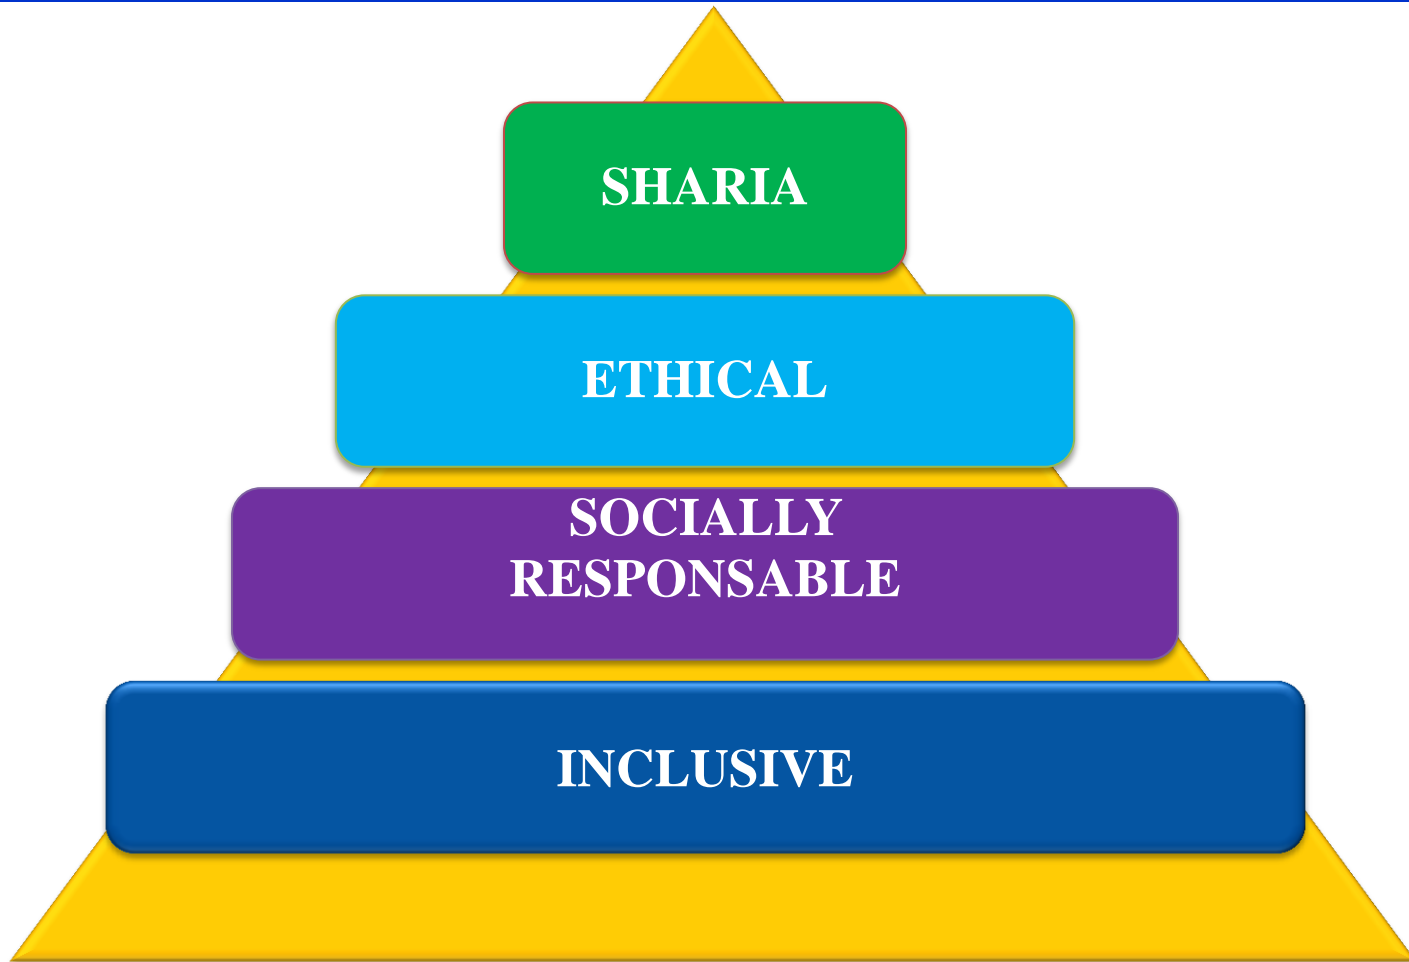 SHARIA
ETHICAL
SOCIALLY
RESPONSABLE
INCLUSIVE